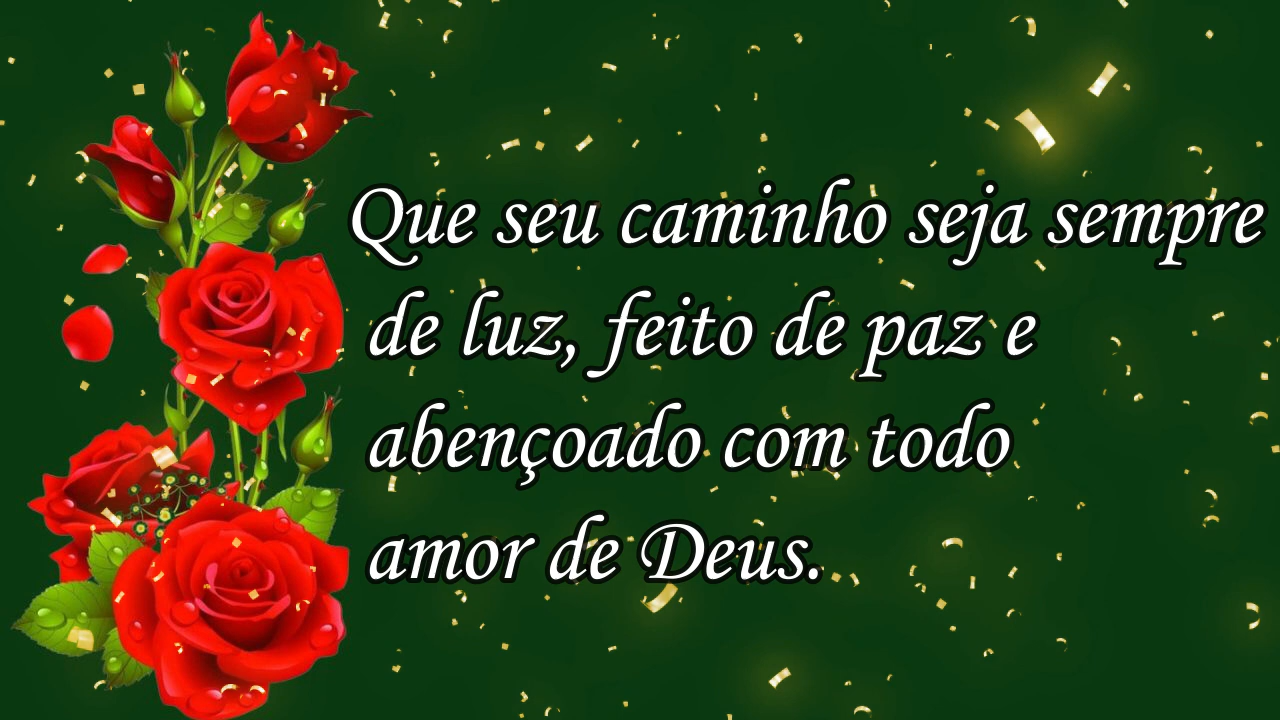 Que seu caminho seja sempre
de luz, feito de paz e
abençoado com todo
amor de Deus.